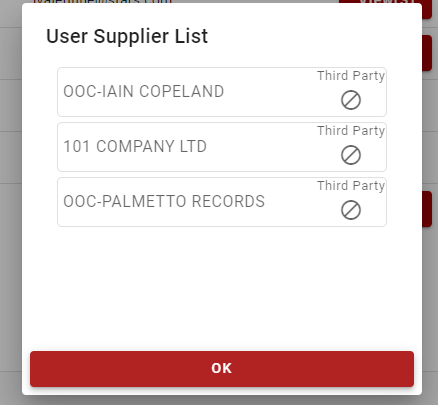 User Supplier List
Third Party
OOC-IAIN COPELAND
Third Party
101 COMPANY LTD
Third Party
OOC-PALMETTO RECORDS
OK